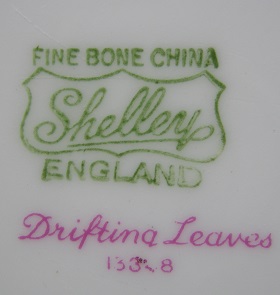 FINE BONE CHINA
Shelley
ENGLAND
Drifting Leaves